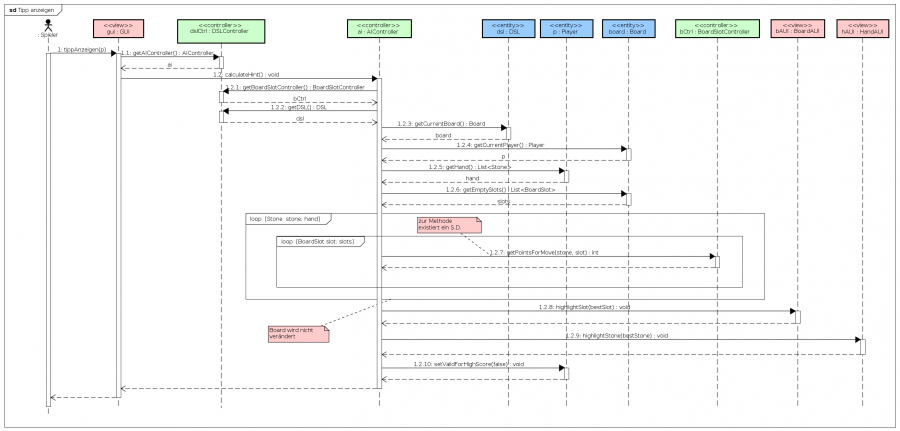 sd Tipp anzeigen
: Spieler
<<view>>
gui : GUI
<<controller>>
dslCtrl : DSLController
<<controller>>
ai : AIController
<<entity>>
dsl : DSL
<<entity>>
p : Player
<<entity>>
board : Board
<<controller>>
bCtrl : BoardSlotController
<<view>>
bAUI : BoardAUI
<<view>>
hAUI : HandAUI
1: tippAnzeigen(p)
1.1: getAIController() : AIController
ai
1.2: calculateHint() : void
1.2.1: getBoardSlotController() : BoardSlotController
bCtrl
1.2.2: getDSL() : DSL
dsl
1.2.3: getCurrentBoard() : Board
board
1.2.4: getCurrentPlayer() : Player
p
1.2.5: getHand() : List<Stone>
hand
1.2.6: getEmptySlots() : List<BoardSlot>
slots
loop [Stone stone: hand]
zur Methode
existiert ein S.D.
loop [BoardSlot slot: slots]
1.2.7: getPointsForMove(stone, slot) : int
1.2.8: highlightSlot(bestSlot) : void
Board wird nicht
verändert
1.2.9: highlightStone(bestStone) : void
1.2.10: setValidForHighScore(false) : void